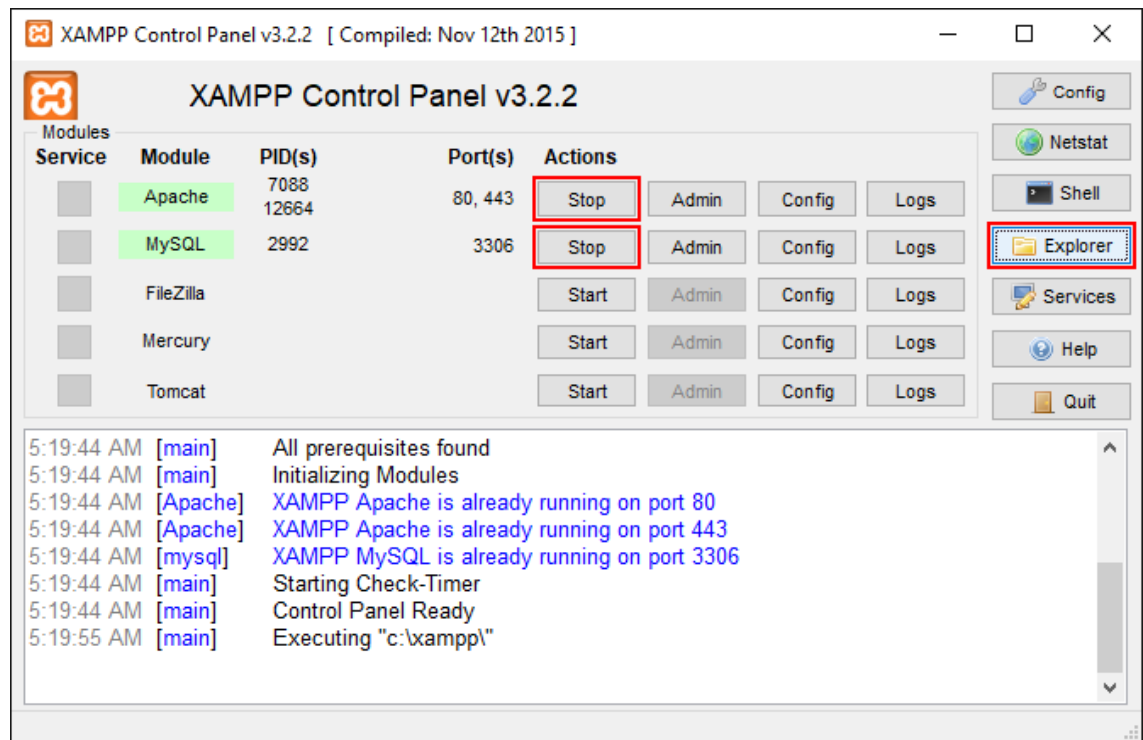 XAMPP Control Panel v3.2.2 [ Compiled: Nov 12th 2015 ]
XAMPP Control Panel v3.2.2
Config
Modules
Netstat
Service Module PID(s) Port(s) Actions
Apache 7088 12664 80, 443 Stop Admin Config Logs
Shell
MySQL 2992 3306 Stop Admin Config Logs
Explorer
FileZilla Start Admin Config Logs
Services
Mercury Start Admin Config Logs
Help
Tomcat Start Admin Config Logs
Quit
5:19:44 AM [main] All prerequisites found
5:19:44 AM [main] Initializing Modules
5:19:44 AM [Apache] XAMPP Apache is already running on port 80
5:19:44 AM [Apache] XAMPP Apache is already running on port 443
5:19:44 AM [mysql] XAMPP MySQL is already running on port 3306
5:19:44 AM [main] Starting Check-Timer
5:19:44 AM [main] Control Panel Ready
5:19:55 AM [main] Executing "c:\xampp\"